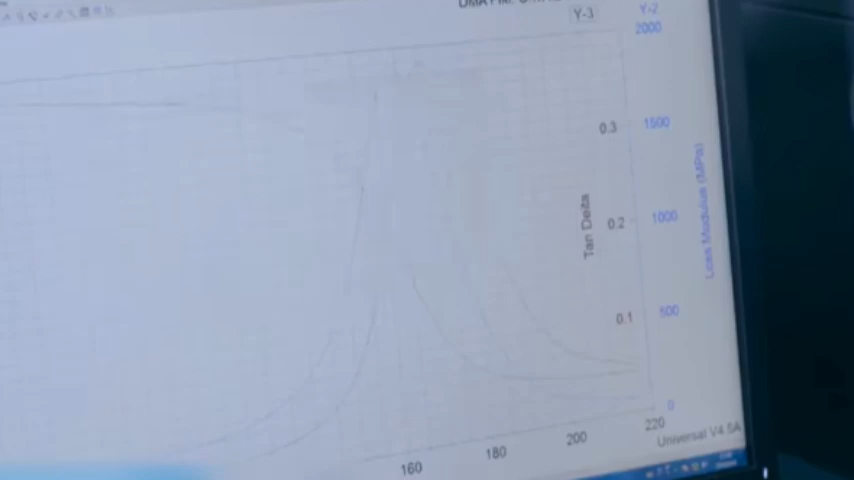 Y-3
Y-2
2000
0.3
1500
Tan Delta
0.2
1000
Loss Modulus (MPa)
0.1
500
0
160
180
200
220
Universal V4.5A